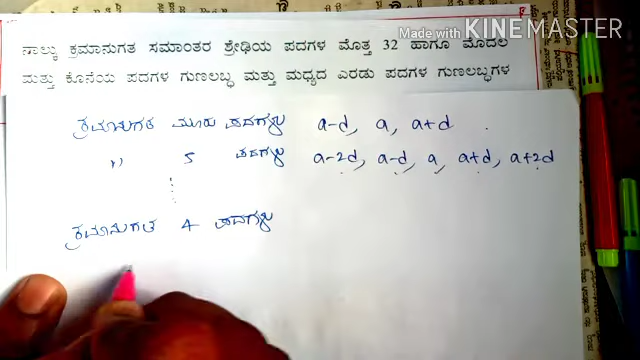 Made with KINEMASTER
ನಾಲ್ಕು ಕ್ರಮಾನುಗತ ಸಮಾಂತರ ಶ್ರೇಢಿಯ ಪದಗಳ ಮೊತ್ತ 32 ಹಾಗೂ ಮೊದಲ
ಮತ್ತು ಕೊನೆಯ ಪದಗಳ ಗುಣಲಬ್ಧ ಮತ್ತು ಮಧ್ಯದ ಎರಡು ಪದಗಳ ಗುಣಲಬ್ಧಗಳ
ಕ್ರಮಾನುಗತ ಮೂರು ಪದಗಳು a-d, a, a+d
" 5 ಪದಗಳು a-2d, a-d, a, a+d, a+2d
ಕ್ರಮಾನುಗತ 4 ಪದಗಳು